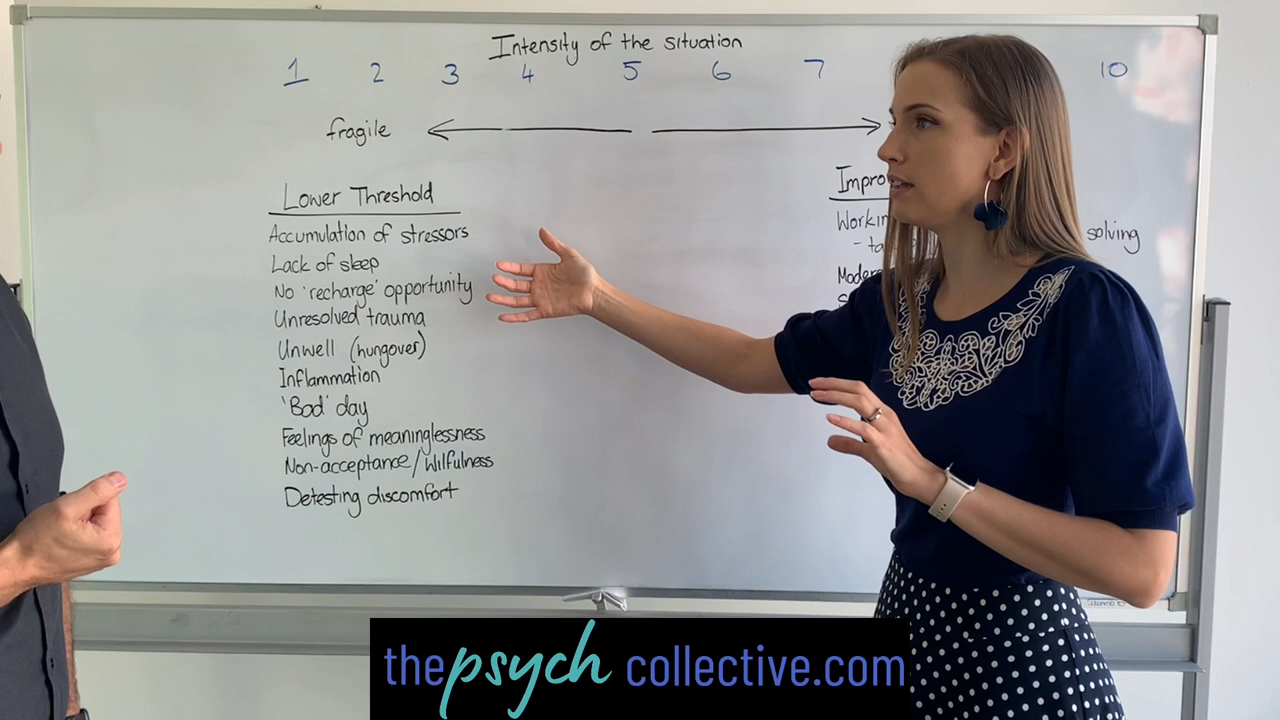 Intensity of the situation
1 2 3 4 5 6 7 10
fragile
Lower Threshold
Accumulation of stressors
Lack of sleep
No 'recharge' opportunity
Unresolved trauma
Unwell (hungover)
Inflammation
'Bad' day
Feelings of meaninglessness
Non-acceptance/Wilfulness
Detesting discomfort
solving
thepsych collective.com